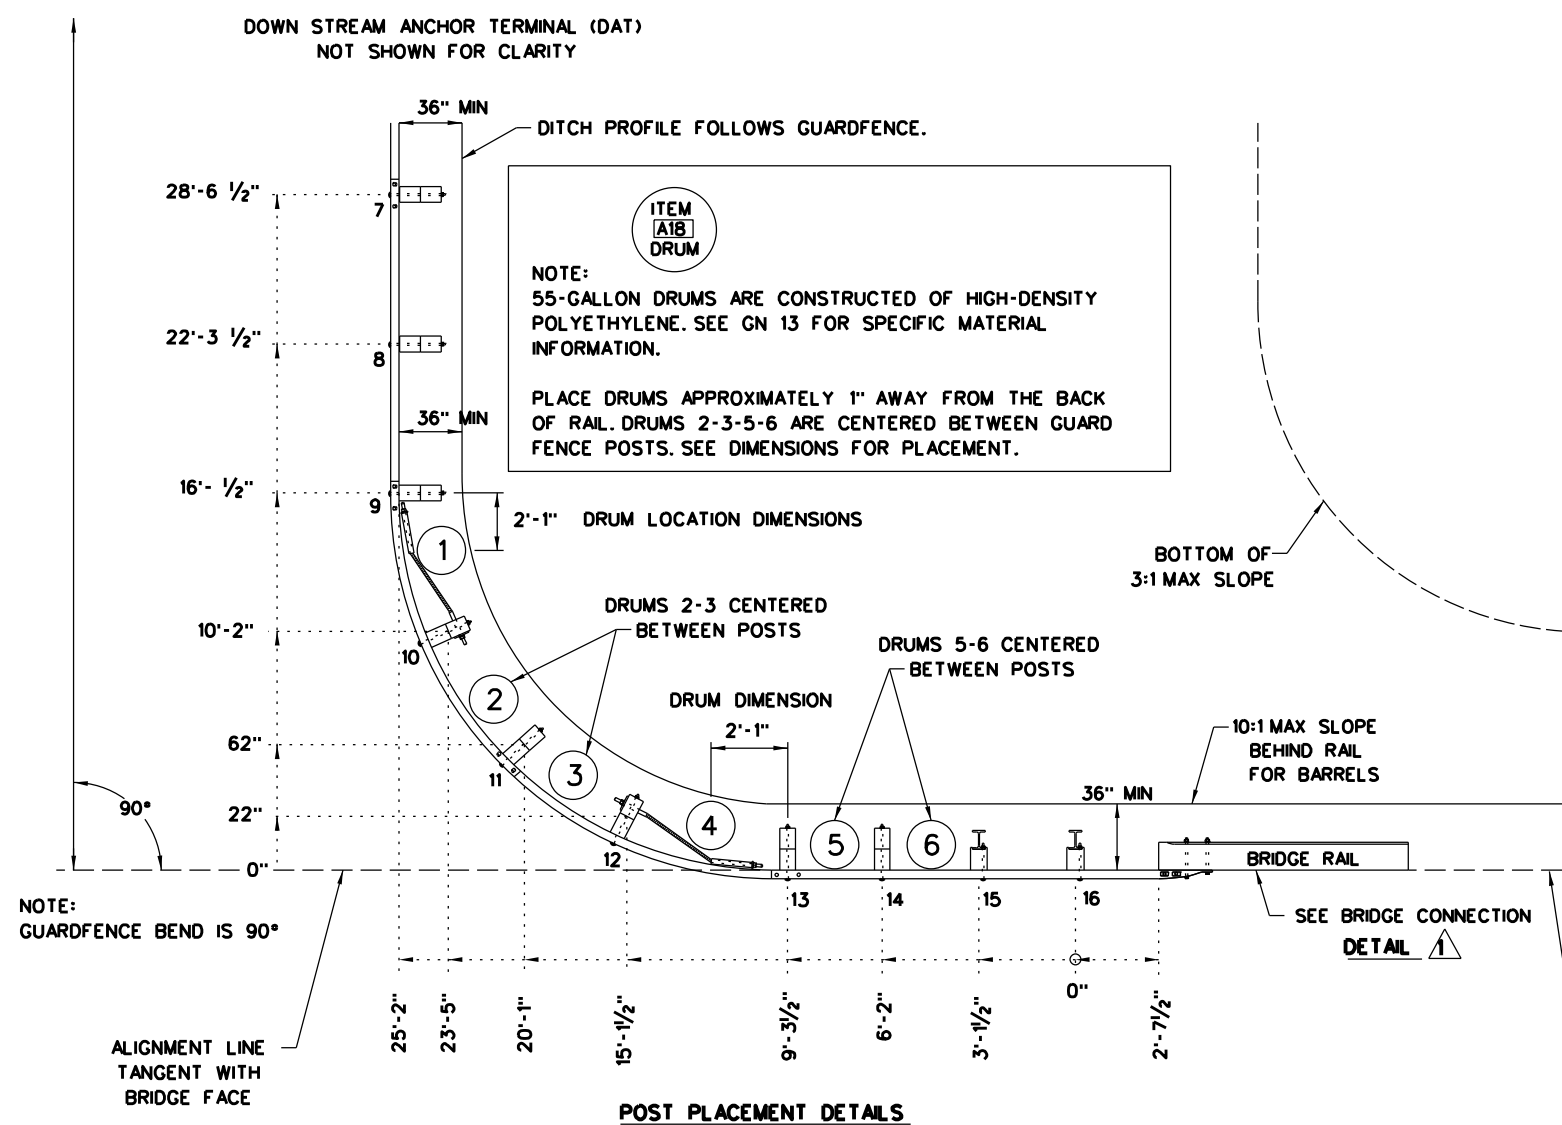 DOWN STREAM ANCHOR TERMINAL (DAT)
NOT SHOWN FOR CLARITY
36" MIN
DITCH PROFILE FOLLOWS GUARDFENCE.
28'-6 ½"
7
ITEM
A18
DRUM
NOTE:
55-GALLON DRUMS ARE CONSTRUCTED OF HIGH-DENSITY
POLYETHYLENE. SEE GN 13 FOR SPECIFIC MATERIAL
INFORMATION.
PLACE DRUMS APPROXIMATELY 1" AWAY FROM THE BACK
OF RAIL. DRUMS 2-3-5-6 ARE CENTERED BETWEEN GUARD
FENCE POSTS. SEE DIMENSIONS FOR PLACEMENT.
22'-3 ½"
8
36" MIN
16'- ½"
9
2'-1" DRUM LOCATION DIMENSIONS
1
BOTTOM OF
3:1 MAX SLOPE
DRUMS 2-3 CENTERED
BETWEEN POSTS
10'-2"
10
DRUMS 5-6 CENTERED
BETWEEN POSTS
2
DRUM DIMENSION
2'-1"
62"
11
3
10:1 MAX SLOPE
BEHIND RAIL
FOR BARRELS
36" MIN
90°
22"
12
4
5
6
0"
BRIDGE RAIL
13
14
15
16
NOTE:
GUARDFENCE BEND IS 90°
SEE BRIDGE CONNECTION
DETAIL 1
0"
25'-2"
23'-5"
20'-1"
15'-1½"
9'-3½"
6'-2"
3'-1½"
2'-7½"
ALIGNMENT LINE
TANGENT WITH
BRIDGE FACE
POST PLACEMENT DETAILS